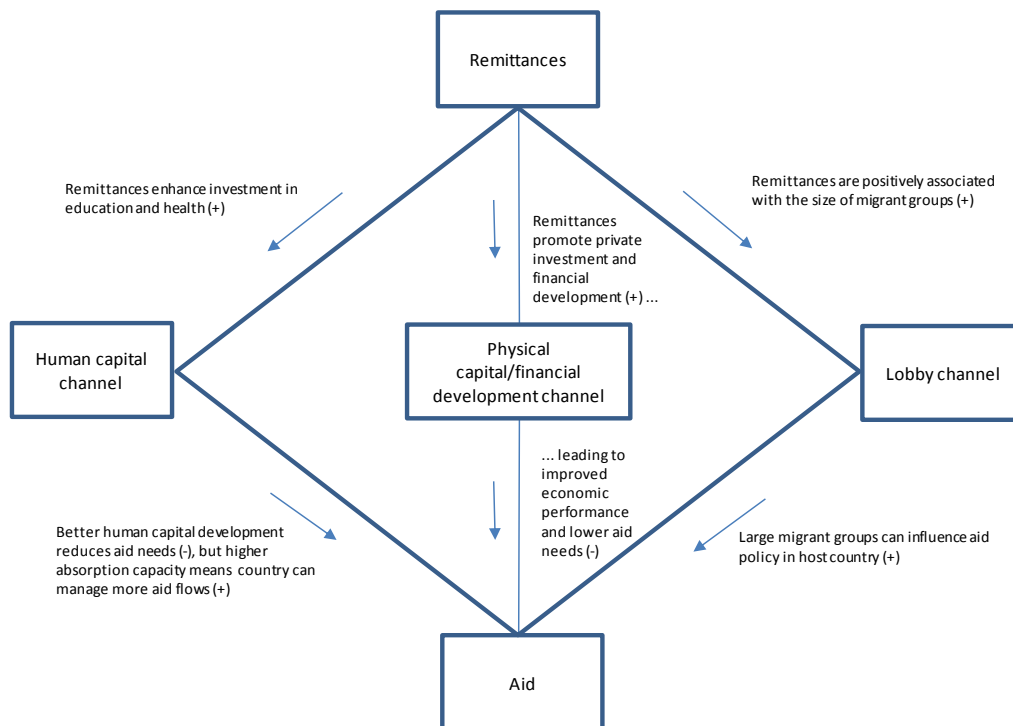 Remittances
Remittances enhance investment in
education and health (+)
Remittances
promote private
investment and
financial
development (+) ...
Remittances are positively associated
with the size of migrant groups (+)
Human capital
channel
Physical
capital/financial
development channel
Lobby channel
Better human capital development
reduces aid needs (-), but higher
absorption capacity means country can
manage more aid flows (+)
... leading to
improved
economic
performance
and lower aid
needs (-)
Large migrant groups can influence aid
policy in host country (+)
Aid